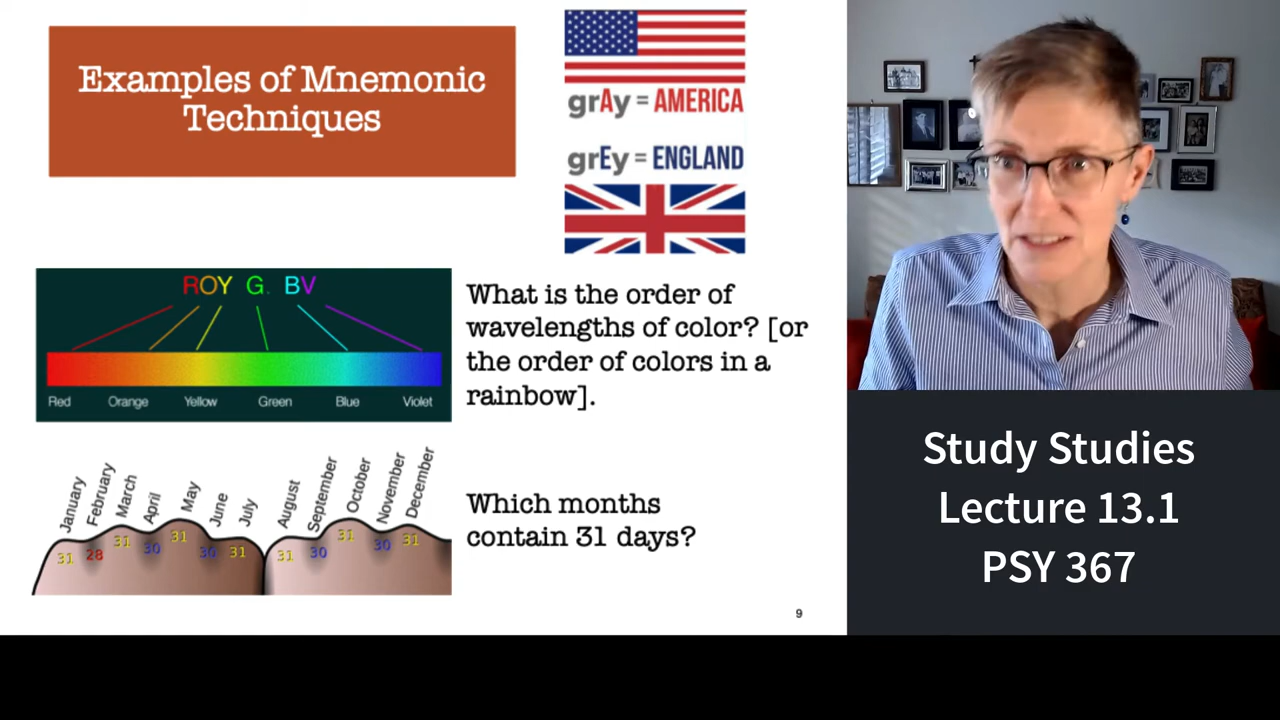 Examples of Mnemonic
Techniques
grAy = AMERICA
grEy = ENGLAND
ROY G. BV
Red Orange Yellow Green Blue Violet
What is the order of
wavelengths of color? [or
the order of colors in a
rainbow].
January February March April May June July August September October November December
31 28 31 30 31 30 31 31 30 31 30 31
Which months
contain 31 days?
9
Study Studies
Lecture 13.1
PSY 367